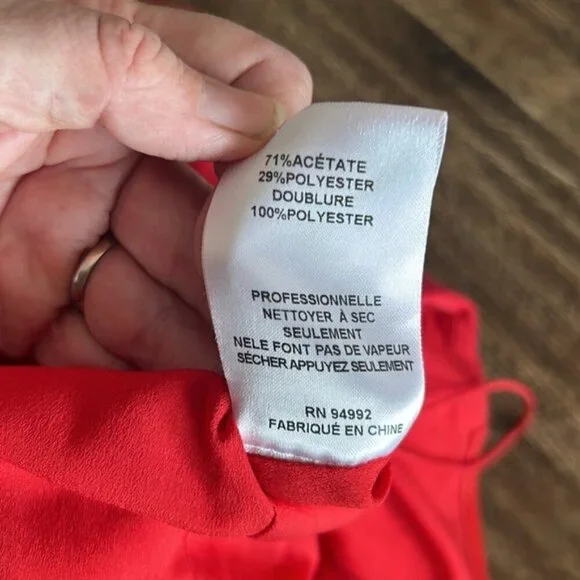 71%ACÉTATE
29%POLYESTER
DOUBLURE
100%POLYESTER
PROFESSIONNELLE
NETTOYER À SEC
SEULEMENT
NELE FONT PAS DE VAPEUR
SÉCHER APPUYEZ SEULEMENT
RN 94992
FABRIQUÉ EN CHINE